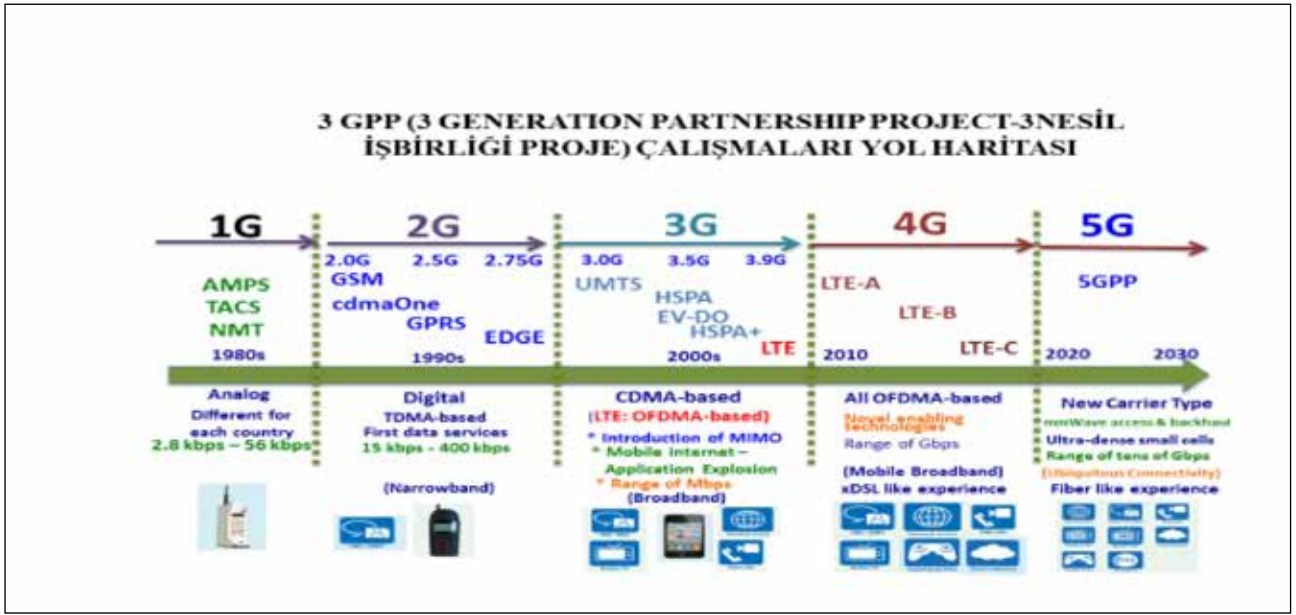 3 GPP (3 GENERATION PARTNERSHIP PROJECT-3NESİL
İŞBİRLİĞİ PROJE) ÇALIŞMALARI YOL HARİTASI
1G
2G
3G
4G
5G
2.0G 2.5G 2.75G
3.0G 3.5G 3.9G
AMPS
TACS
NMT
GSM
cdmaOne
GPRS
EDGE
UMTS
HSPA
EV-DO
HSPA+
LTE
LTE-A
LTE-B
LTE-C
5GPP
1980s
1990s
2000s
2010
2020 2030
Analog
Different for
each country
2.8 kbps – 56 kbps
Digital
TDMA-based
First data services
15 kbps - 400 kbps
(Narrowband)
CDMA-based
(LTE: OFDMA-based)
* Introduction of MIMO
* Mobile Internet –
Application Explosion
* Range of Mbps
(Broadband)
All OFDMA-based
Novel enabling
technologies
Range of Gbps
(Mobile Broadband)
xDSL like experience
New Carrier Type
mmWave access & backhaul
Ultra-dense small cells
Range of tens of Gbps
(Ubiquitous Connectivity)
Fiber like experience